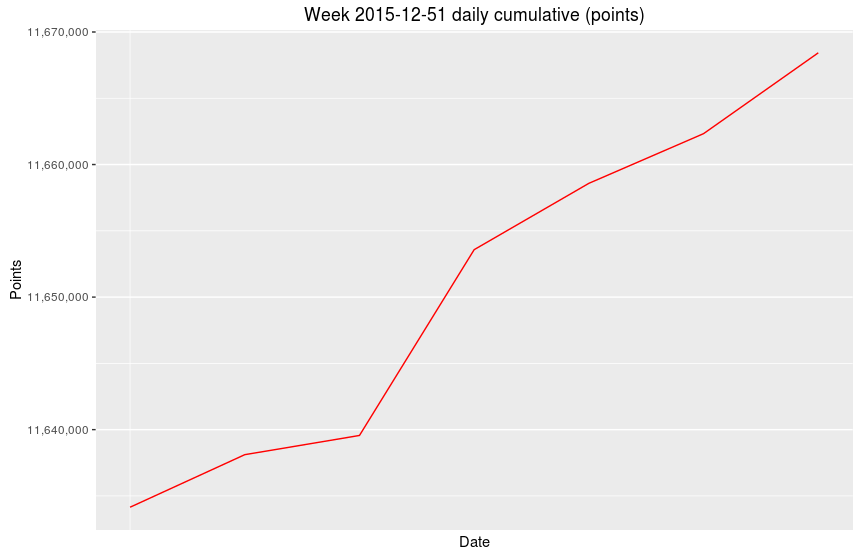 Week 2015-12-51 daily cumulative (points)
11,670,000
11,660,000
Points
11,650,000
11,640,000
Date